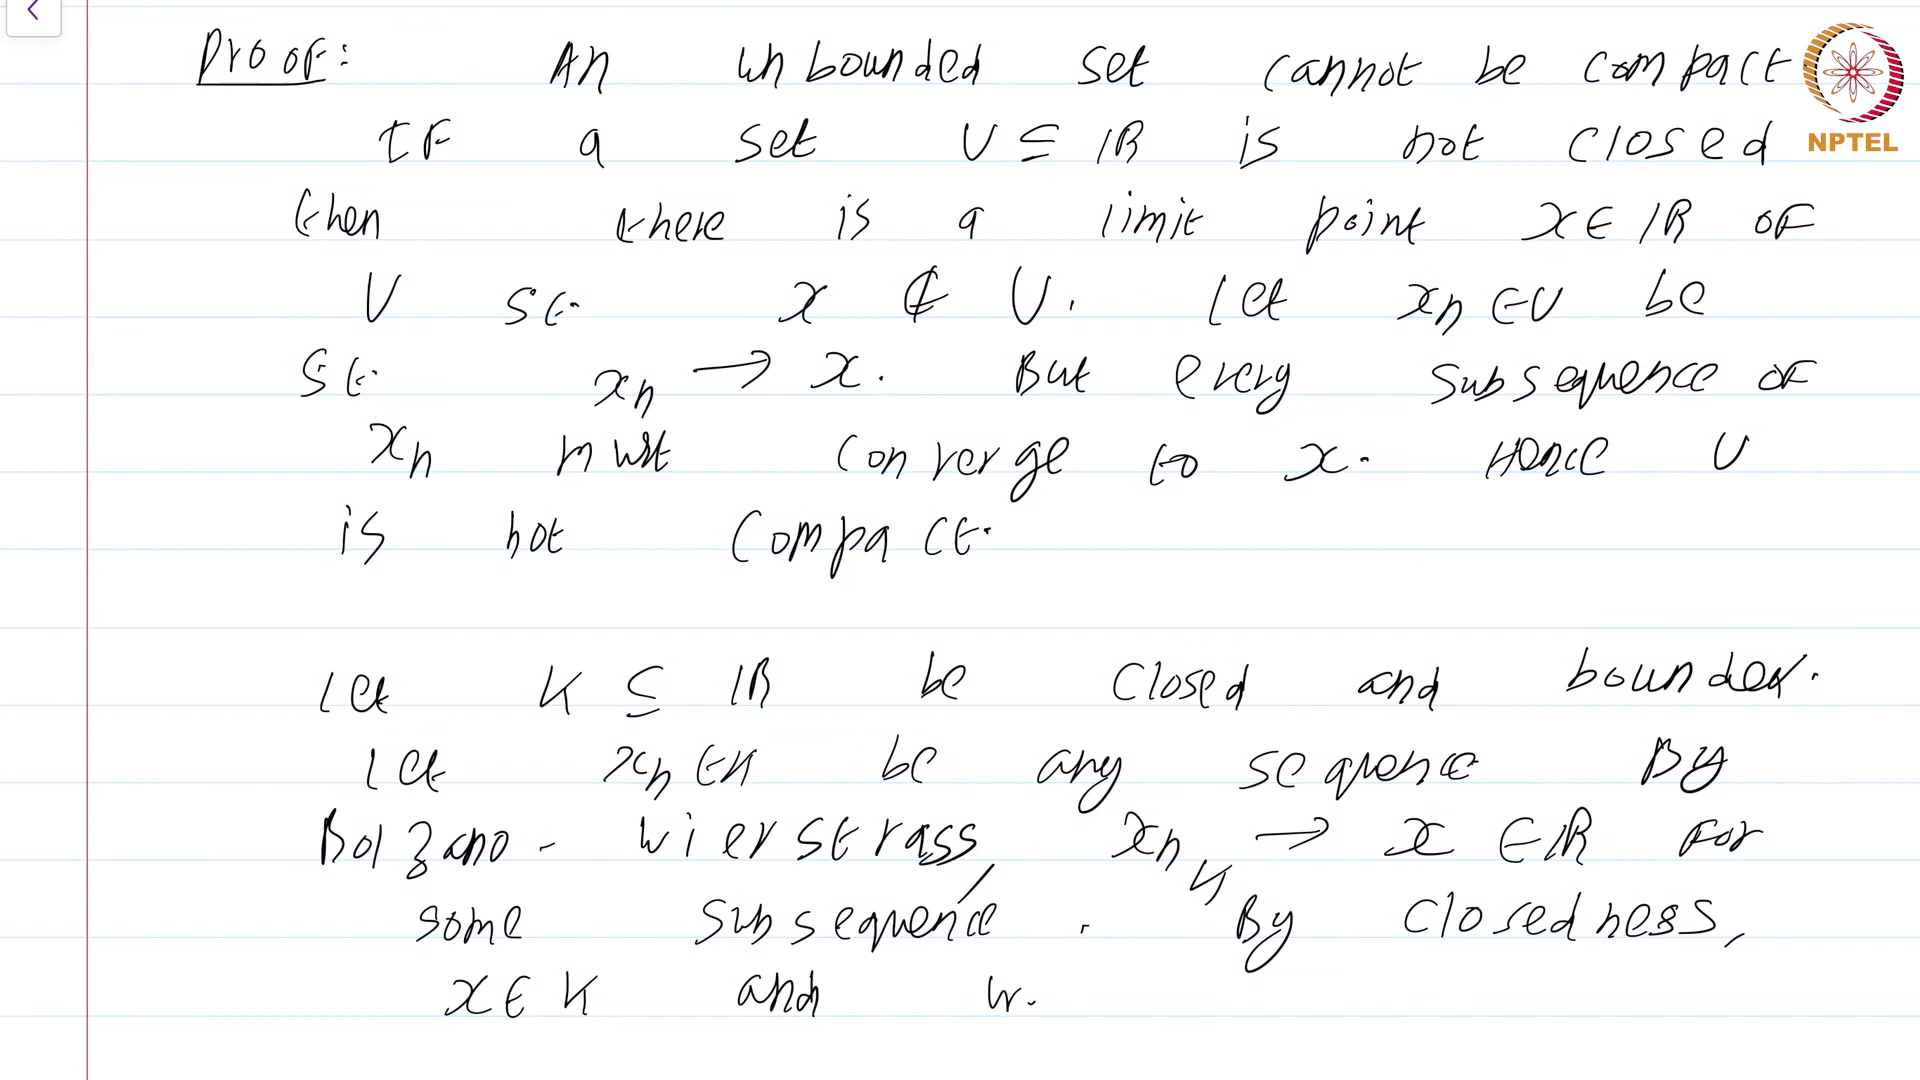 Proof: An unbounded set cannot be compact
NPTEL
If a set U ⊆ ℝ is not closed
then there is a limit point x ∈ ℝ of
U st. x ∉ U. Let xₙ ∈ U be
st. xₙ → x. But every subsequence of
xₙ must converge to x. Hence U
is not compact.
Let K ⊆ ℝ be closed and bounded.
Let xₙ ∈ K be any sequence By
Bolzano - Wierstrass, xₙₖ → x ∈ ℝ for
some subsequence . By closedness,
x ∈ K and w.